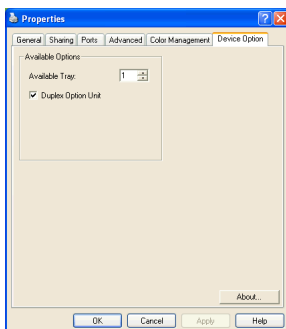 Properties
General Sharing Ports Advanced Color Management Device Option
Available Options
Available Tray: 1
Duplex Option Unit
About...
OK Cancel Apply Help